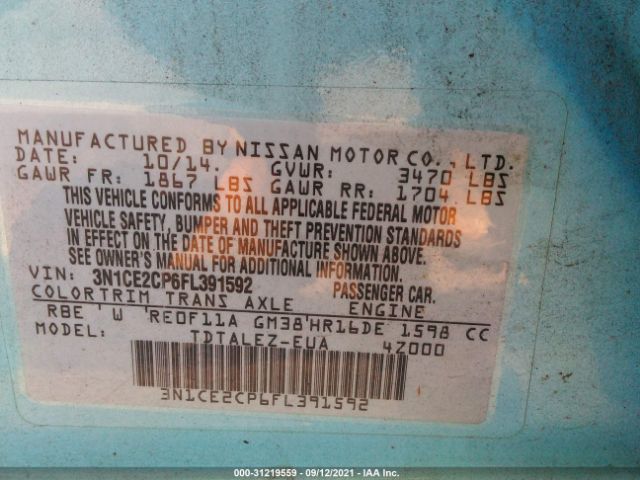 MANUFACTURED BY NISSAN MOTOR CO., LTD.
DATE: 10/14. GVWR: 3470 LBS
GAWR FR: 1867 LBS GAWR RR: 1704 LBS
THIS VEHICLE CONFORMS TO ALL APPLICABLE FEDERAL MOTOR
VEHICLE SAFETY, BUMPER AND THEFT PREVENTION STANDARDS
IN EFFECT ON THE DATE OF MANUFACTURE SHOWN ABOVE.
SEE OWNER'S MANUAL FOR ADDITIONAL INFORMATION.
VIN: 3N1CE2CP6FL391592 PASSENGER CAR.
COLOR TRIM TRANS AXLE ENGINE
RBE W RE0F11A GM38 HR16DE 1598 CC
MODEL: TDTALEZ-EUA 4Z000
3N1CE2CP6FL391592
000-31219559 - 09/12/2021 - IAA Inc.